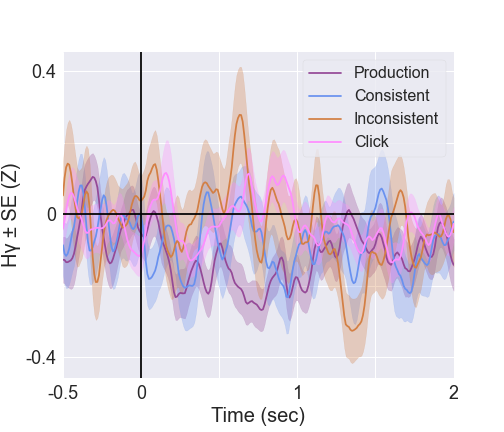 0.4
0
-0.4
Hγ ± SE (Z)
Production
Consistent
Inconsistent
Click
-0.5 0 1 2
Time (sec)